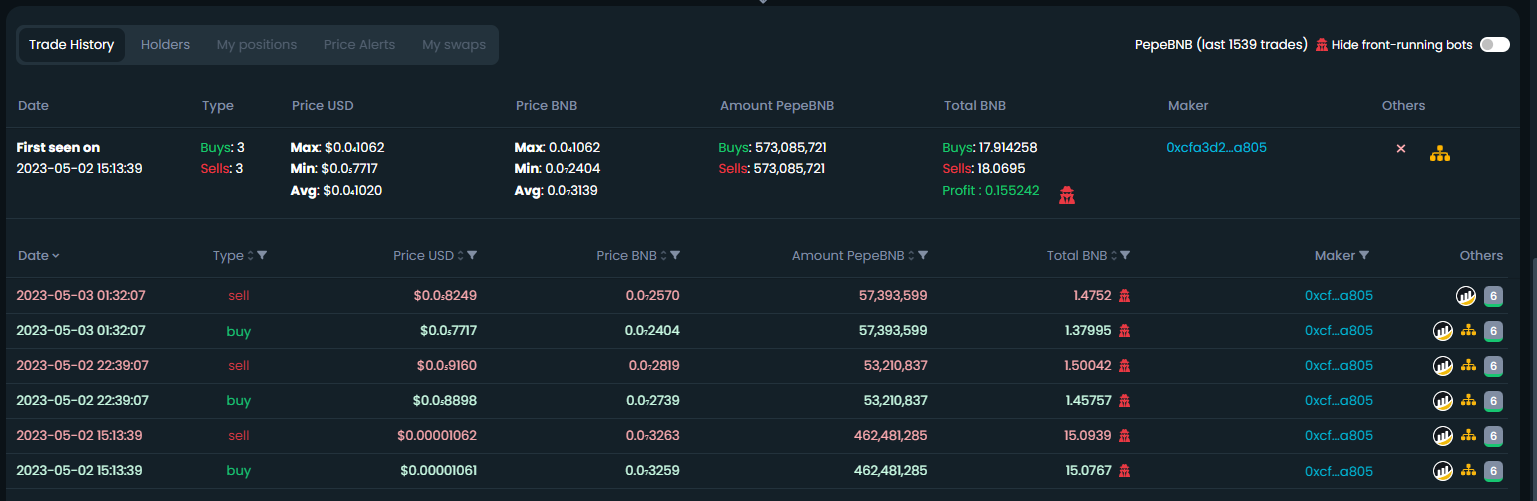 Trade History Holders My positions Price Alerts My swaps PepeBNB (last 1539 trades) Hide front-running bots
Date Type Price USD Price BNB Amount PepeBNB Total BNB Maker Others
First seen on Buys: 3 Max: $0.0₄1062 Max: 0.0₄1062 Buys: 573,085,721 Buys: 17.914258 0xcfa3d2...a805 ×
2023-05-02 15:13:39 Sells: 3 Min: $0.0₅7717 Min: 0.0₇2404 Sells: 573,085,721 Sells: 18.0695
Avg: $0.0₄1020 Avg: 0.0₇3139 Profit : 0.155242
Date Type Price USD Price BNB Amount PepeBNB Total BNB Maker Others
2023-05-03 01:32:07 sell $0.0₅8249 0.0₇2570 57,393,599 1.4752 0xcf...a805 6
2023-05-03 01:32:07 buy $0.0₅7717 0.0₇2404 57,393,599 1.37995 0xcf...a805 6
2023-05-02 22:39:07 sell $0.0₅9160 0.0₇2819 53,210,837 1.50042 0xcf...a805 6
2023-05-02 22:39:07 buy $0.0₅8898 0.0₇2739 53,210,837 1.45757 0xcf...a805 6
2023-05-02 15:13:39 sell $0.00001062 0.0₇3263 462,481,285 15.0939 0xcf...a805 6
2023-05-02 15:13:39 buy $0.00001061 0.0₇3259 462,481,285 15.0767 0xcf...a805 6